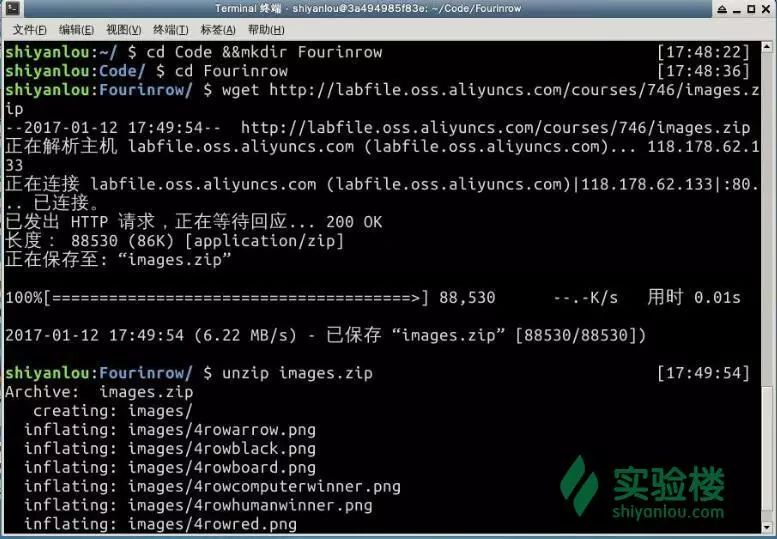 Terminal 终端 - shiyanlou@3a494985f83e: ~/Code/Fourinrow
文件(F) 编辑(E) 视图(V) 终端(T) 标签(A) 帮助(H)
shiyanlou:~/ $ cd Code &&mkdir Fourinrow [17:48:22]
shiyanlou:Code/ $ cd Fourinrow [17:48:36]
shiyanlou:Fourinrow/ $ wget http://labfile.oss.aliyuncs.com/courses/746/images.z
ip
--2017-01-12 17:49:54-- http://labfile.oss.aliyuncs.com/courses/746/images.zip
正在解析主机 labfile.oss.aliyuncs.com (labfile.oss.aliyuncs.com)... 118.178.62.1
33
正在连接 labfile.oss.aliyuncs.com (labfile.oss.aliyuncs.com)|118.178.62.133|:80.
.. 已连接。
已发出 HTTP 请求，正在等待回应... 200 OK
长度： 88530 (86K) [application/zip]
正在保存至: “images.zip”
100%[======================================>] 88,530 --.-K/s 用时 0.01s
2017-01-12 17:49:54 (6.22 MB/s) - 已保存 “images.zip” [88530/88530])
shiyanlou:Fourinrow/ $ unzip images.zip [17:49:54]
Archive: images.zip
creating: images/
inflating: images/4rowarrow.png
inflating: images/4rowblack.png
inflating: images/4rowboard.png
inflating: images/4rowcomputerwinner.png
inflating: images/4rowhumanwinner.png
inflating: images/4rowred.png
实验楼
shiyanlou.com